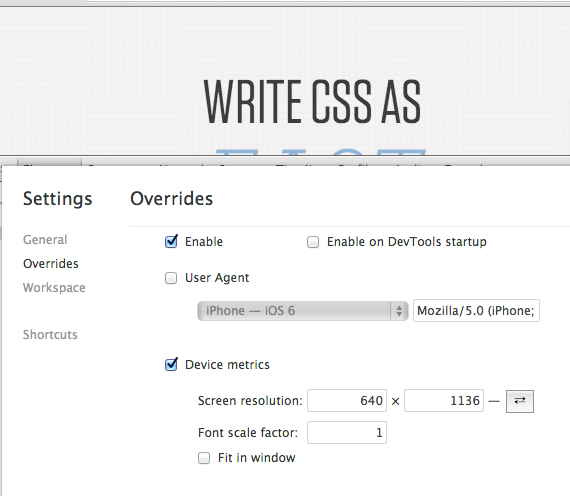 WRITE CSS AS
Settings
Overrides
General
Overrides
Workspace
Shortcuts
Enable
Enable on DevTools startup
User Agent
iPhone — iOS 6
Mozilla/5.0 (iPhone;
Device metrics
Screen resolution: 640 × 1136 —
Font scale factor: 1
Fit in window